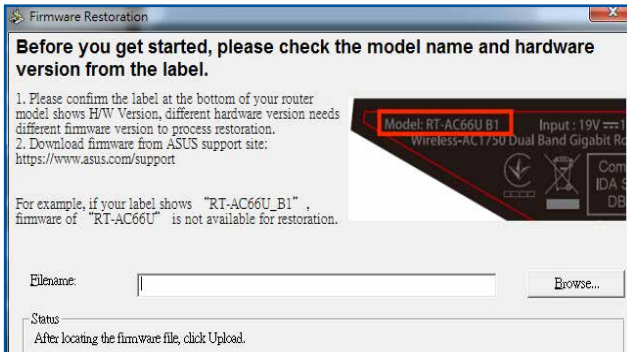 Firmware Restoration
Before you get started, please check the model name and hardware
version from the label.
1. Please confirm the label at the bottom of your router
model shows H/W Version, different hardware version needs
different firmware version to process restoration.
2. Download firmware from ASUS support site:
https://www.asus.com/support
For example, if your label shows “RT-AC66U_B1”,
firmware of “RT-AC66U” is not available for restoration.
Model: RT-AC66U B1 Input : 19V
Wireless-AC1750 Dual Band Gigabit
Com
IDA
DB
Filename:
Browse...
Status
After locating the firmware file, click Upload.